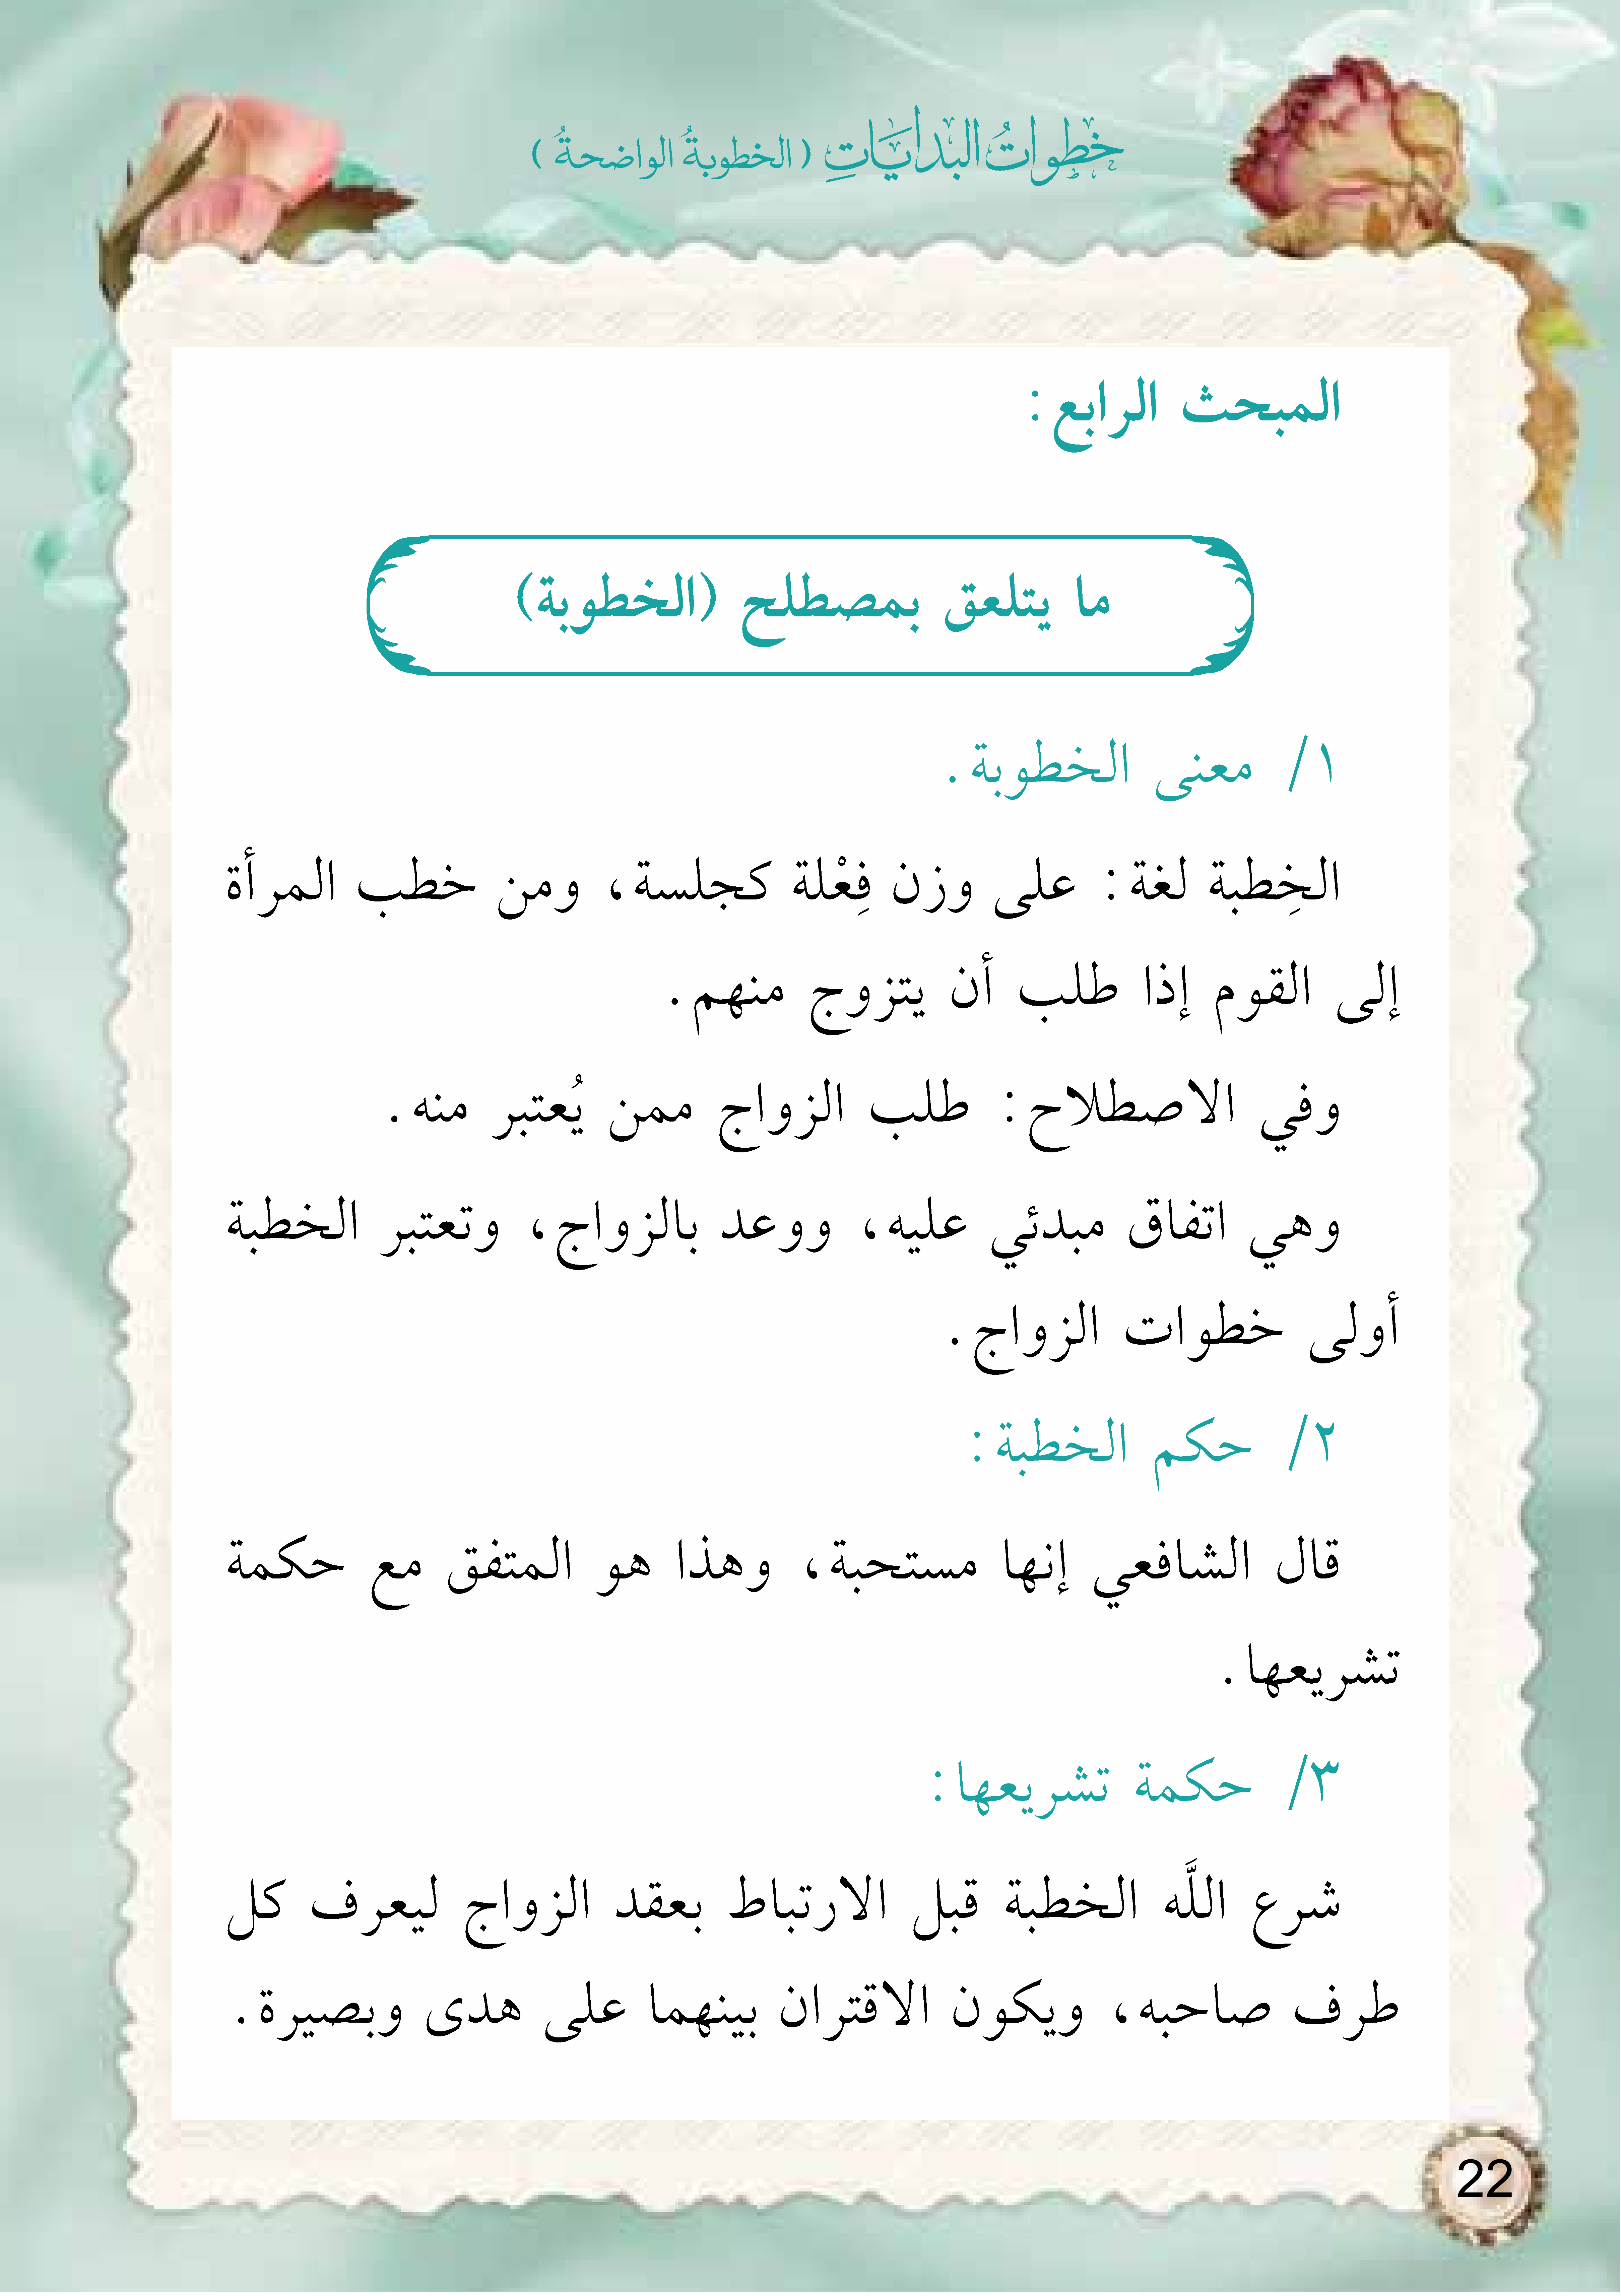 خطوات البدايات (الخطوبةُ الواضحةُ)
المبحث الرابع:
ما يتلعق بمصطلح (الخطوبة)
١/ معنى الخطوبة.
الخِطبة لغة: على وزن فِعْلة كجلسة، ومن خطب المرأة
إلى القوم إذا طلب أن يتزوج منهم.
وفي الاصطلاح: طلب الزواج ممن يُعتبر منه.
وهي اتفاق مبدئي عليه، ووعد بالزواج، وتعتبر الخطبة
أولى خطوات الزواج.
٢/ حكم الخطبة:
قال الشافعي إنها مستحبة، وهذا هو المتفق مع حكمة
تشريعها.
٣/ حكمة تشريعها:
شرع اللَّه الخطبة قبل الارتباط بعقد الزواج ليعرف كل
طرف صاحبه، ويكون الاقتران بينهما على هدى وبصيرة.
22